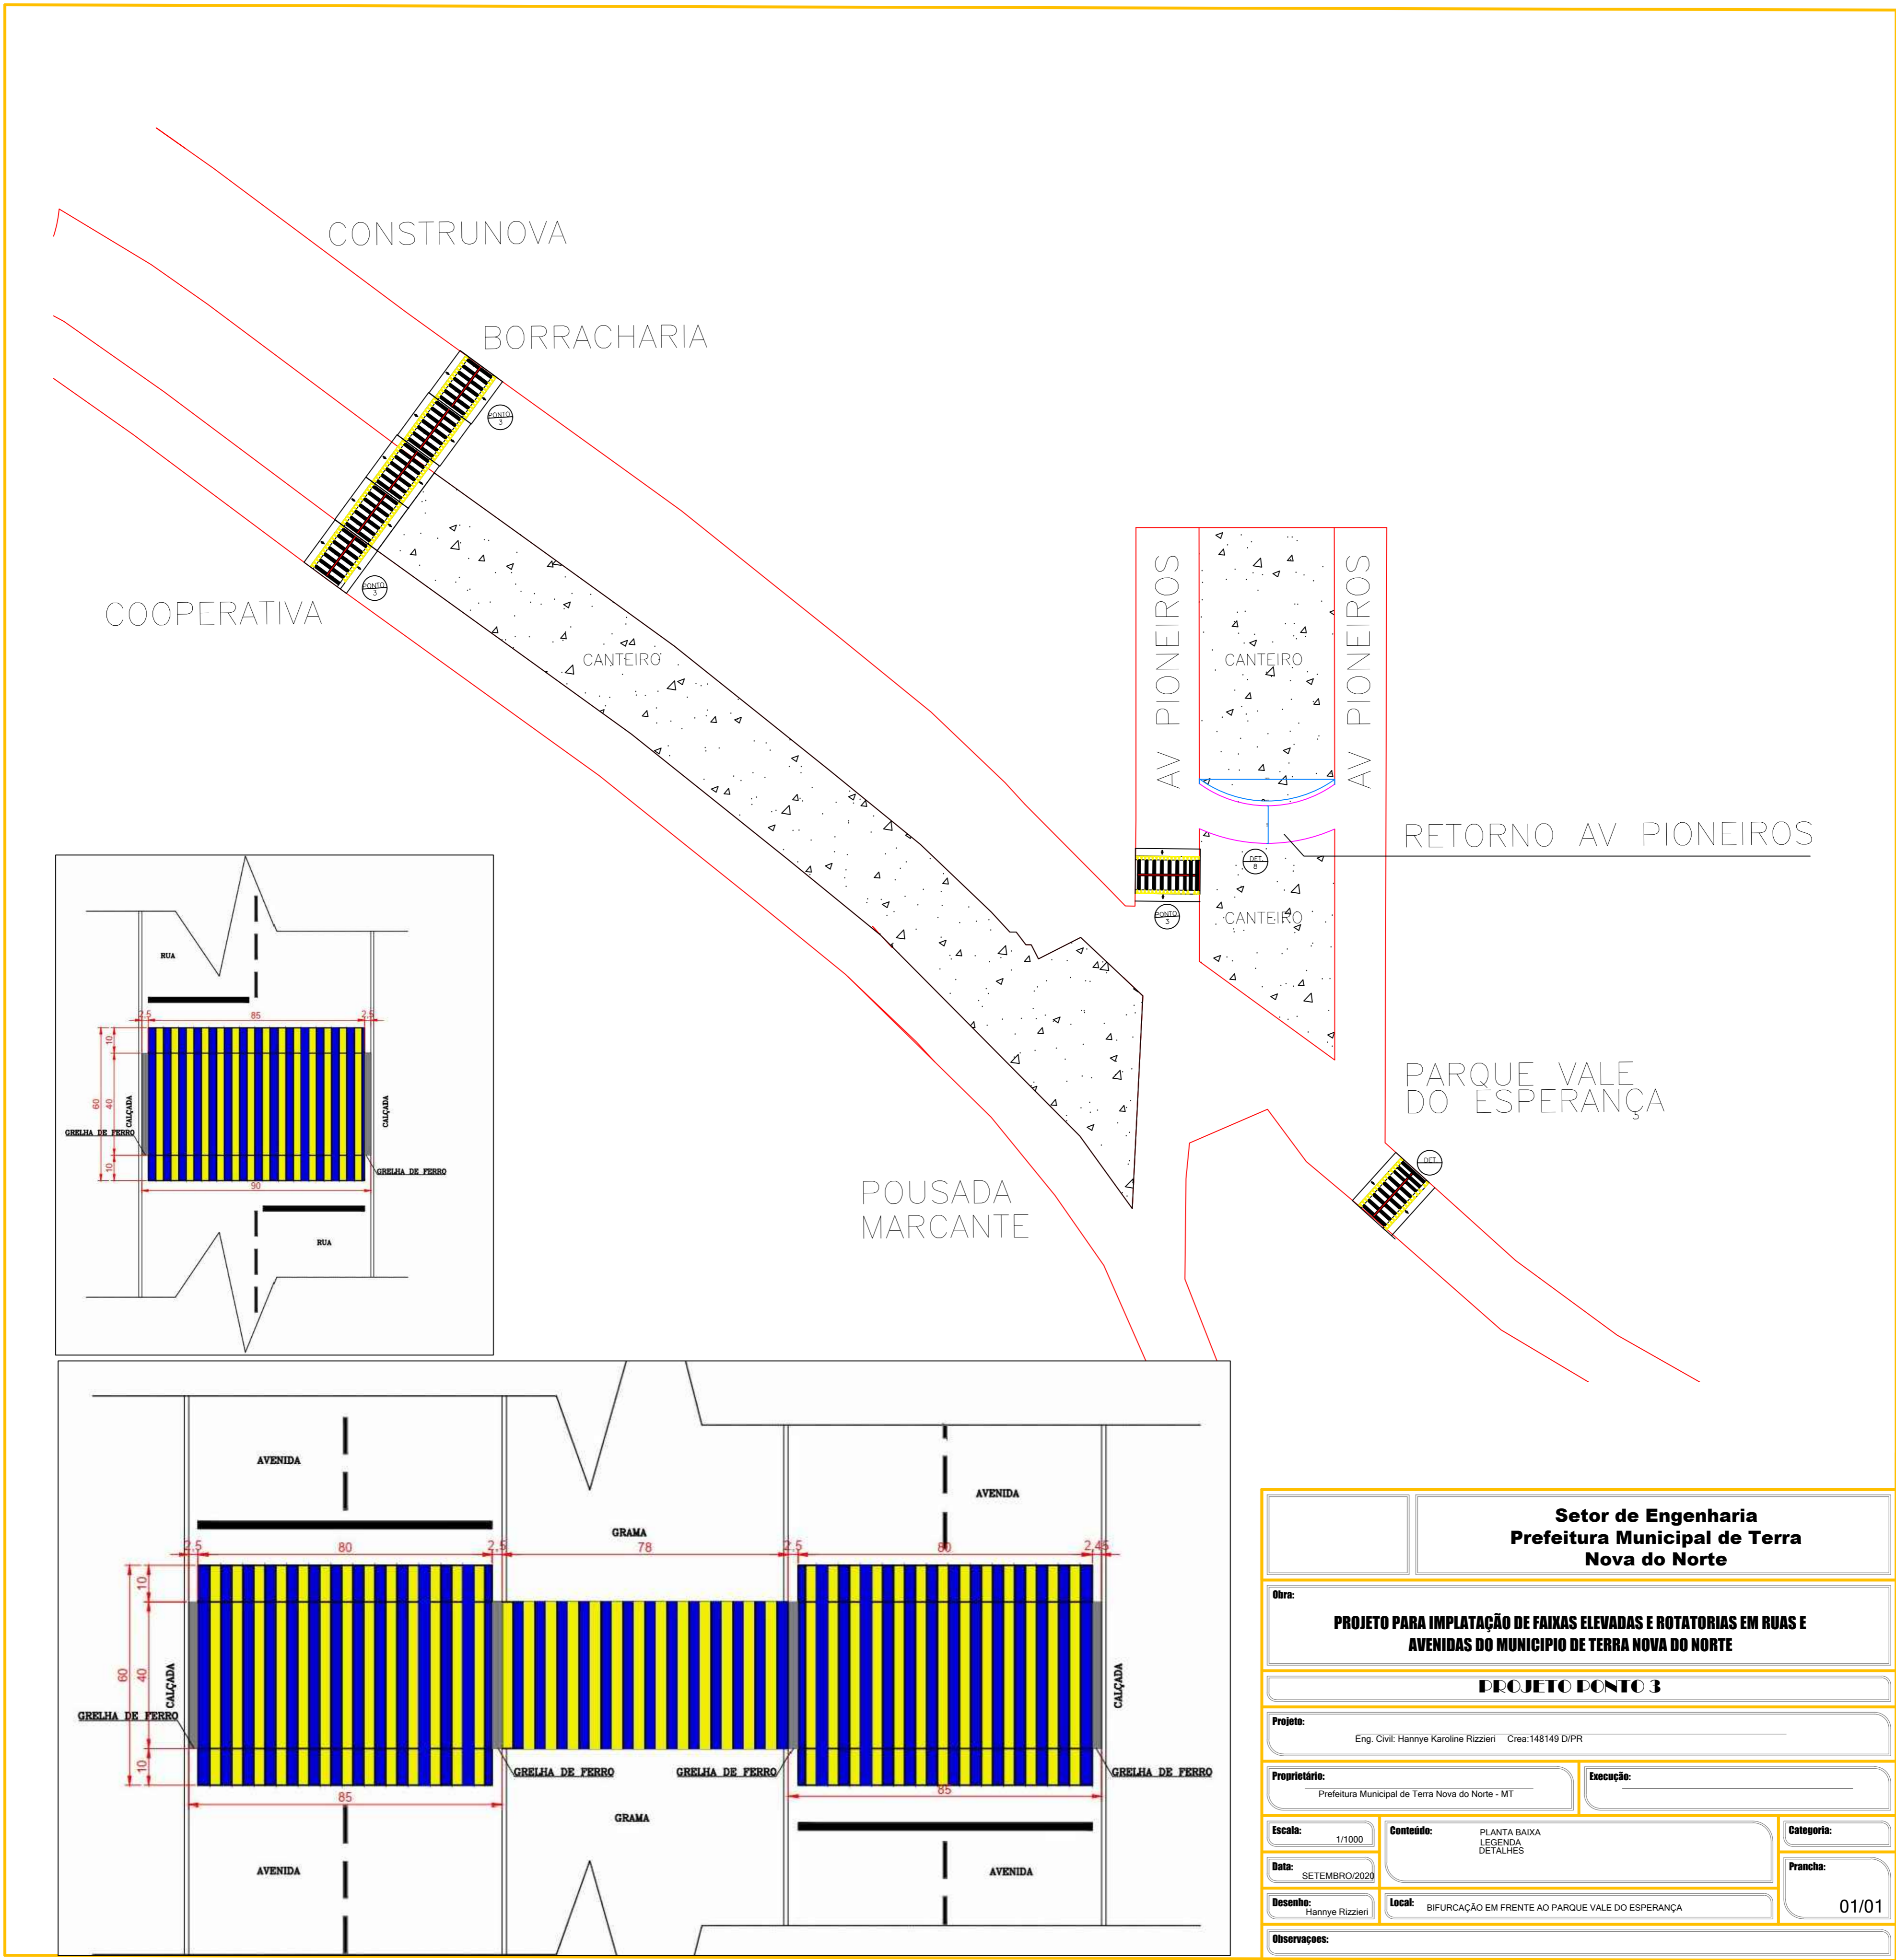 CONSTRUNOVA
BORRACHARIA
PONTO
3
PONTO
3
COOPERATIVA
CANTEIRO
AV PIONEIROS
CANTEIRO
AV PIONEIROS
RETORNO AV PIONEIROS
DET.
8
PONTO
3
CANTEIRO
PARQUE VALE
DO ESPERANÇA
DET.
POUSADA
MARCANTE
RUA
2.5
85
2.5
10
60
40
CALÇADA
CALÇADA
GRELHA DE FERRO
10
GRELHA DE FERRO
90
RUA
AVENIDA
AVENIDA
GRAMA
2.5
80
2.5
78
2.5
80
2.45
10
60
40
CALÇADA
CALÇADA
GRELHA DE FERRO
10
GRELHA DE FERRO
GRELHA DE FERRO
GRELHA DE FERRO
85
85
GRAMA
AVENIDA
AVENIDA
Setor de Engenharia
Prefeitura Municipal de Terra
Nova do Norte
Obra:
PROJETO PARA IMPLATAÇÃO DE FAIXAS ELEVADAS E ROTATORIAS EM RUAS E
AVENIDAS DO MUNICIPIO DE TERRA NOVA DO NORTE
PROJETO PONTO 3
Projeto:
Eng. Civil: Hannye Karoline Rizzieri Crea:148149 D/PR
Proprietário:
Prefeitura Municipal de Terra Nova do Norte - MT
Execução:
Escala:
1/1000
Conteúdo:
PLANTA BAIXA
LEGENDA
DETALHES
Categoria:
Data:
SETEMBRO/2020
Prancha:
01/01
Desenho:
Hannye Rizzieri
Local: BIFURCAÇÃO EM FRENTE AO PARQUE VALE DO ESPERANÇA
Observaçoes: